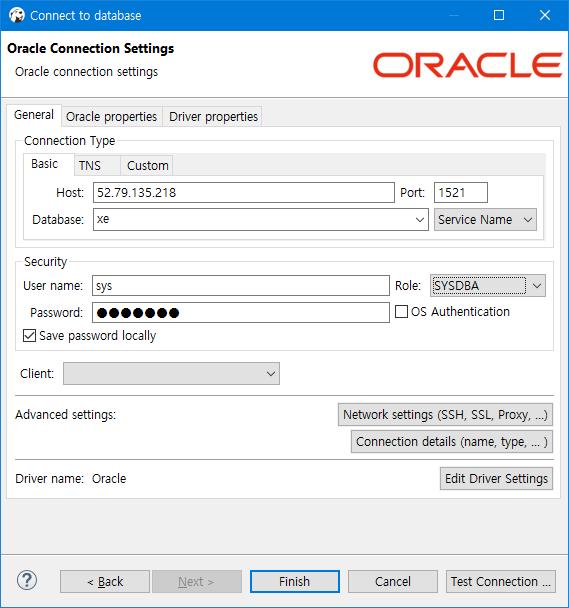 Connect to database
Oracle Connection Settings
Oracle connection settings
ORACLE
General Oracle properties Driver properties
Connection Type
Basic TNS Custom
Host: 52.79.135.218 Port: 1521
Database: xe Service Name
Security
User name: sys Role: SYSDBA
Password: ●●●●●●● OS Authentication
Save password locally
Client:
Advanced settings: Network settings (SSH, SSL, Proxy, ...)
Connection details (name, type, ... )
Driver name: Oracle Edit Driver Settings
? < Back Next > Finish Cancel Test Connection ...